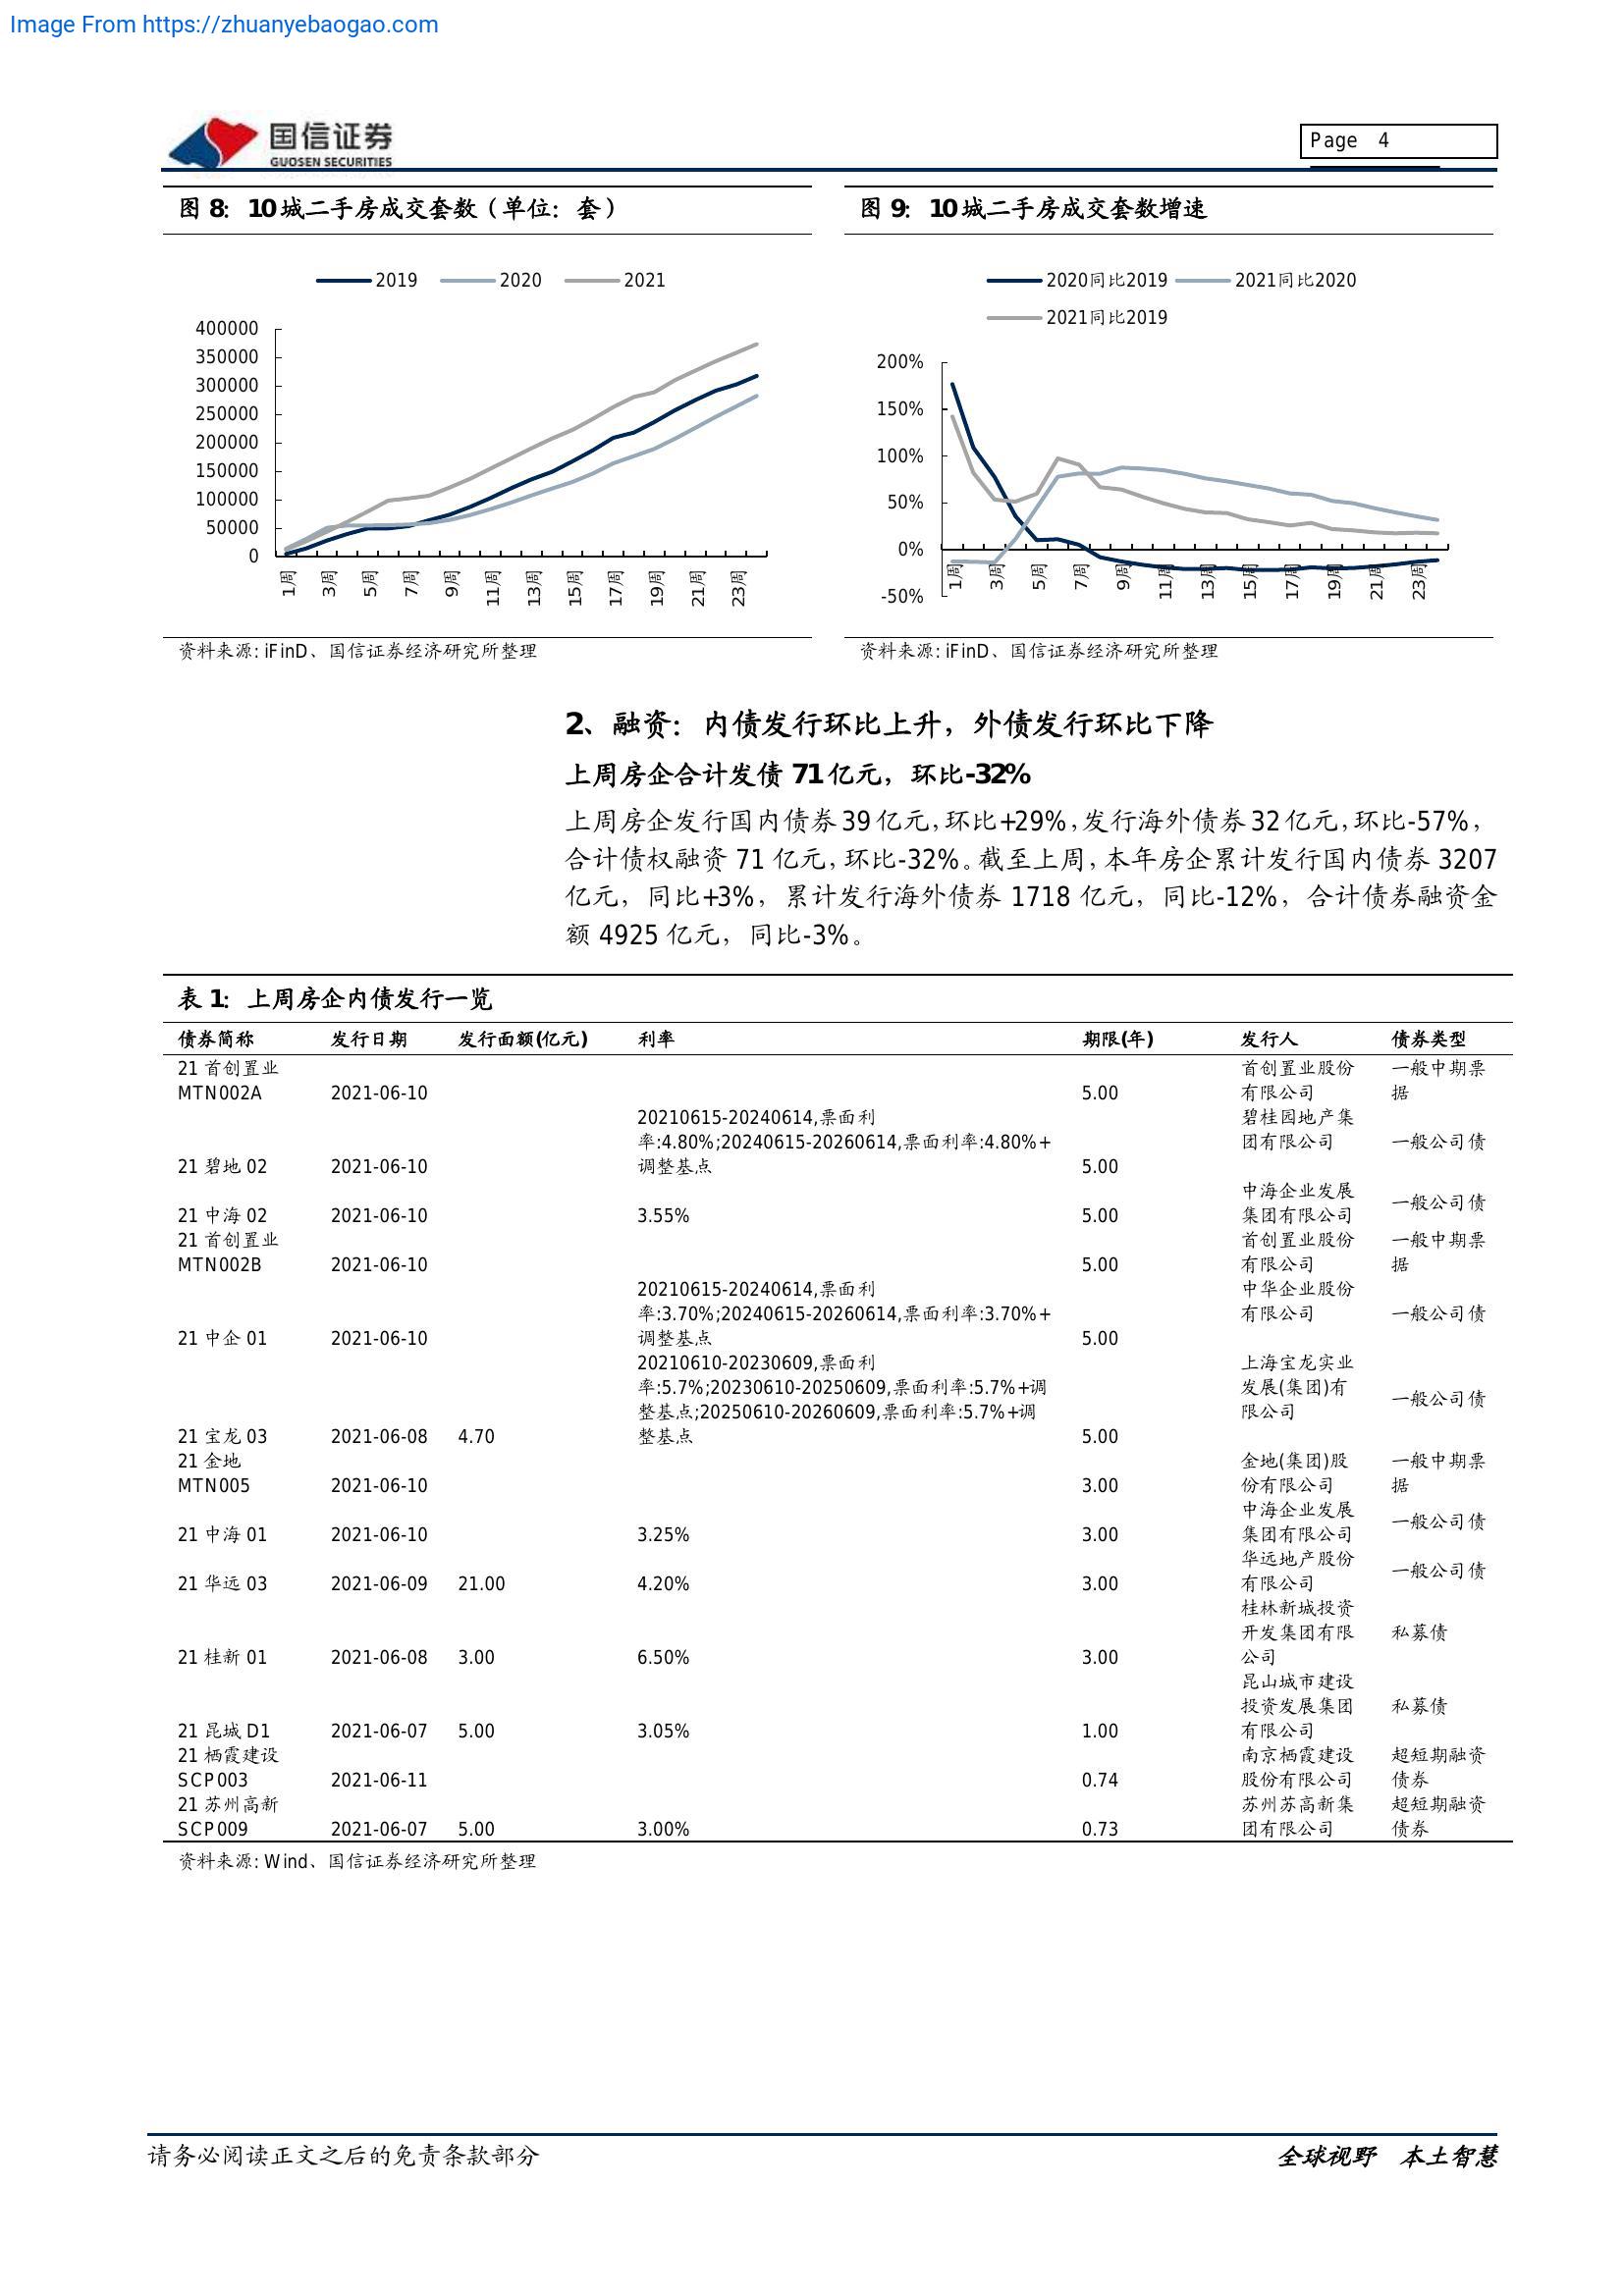 Image From https://zhuanyebaogao.com
国信证券
GUOSEN SECURITIES
Page 4
图 8：10 城二手房成交套数（单位：套）
2019 2020 2021
400000
350000
300000
250000
200000
150000
100000
50000
0
1周 3周 5周 7周 9周 11周 13周 15周 17周 19周 21周 23周
资料来源: iFinD、国信证券经济研究所整理
图 9：10 城二手房成交套数增速
2020同比2019 2021同比2020
2021同比2019
200%
150%
100%
50%
0%
-50%
1周 3周 5周 7周 9周 11周 13周 15周 17周 19周 21周 23周
资料来源: iFinD、国信证券经济研究所整理
2、融资：内债发行环比上升，外债发行环比下降
上周房企合计发债 71 亿元，环比-32%
上周房企发行国内债券 39 亿元，环比+29%，发行海外债券 32 亿元，环比-57%，
合计债权融资 71 亿元，环比-32%。截至上周，本年房企累计发行国内债券 3207
亿元，同比+3%，累计发行海外债券 1718 亿元，同比-12%，合计债券融资金
额 4925 亿元，同比-3%。
表 1：上周房企内债发行一览
债券简称 发行日期 发行面额(亿元) 利率 期限(年) 发行人 债券类型
21 首创置业 首创置业股份 一般中期票
MTN002A 2021-06-10 5.00 有限公司 据
20210615-20240614,票面利 碧桂园地产集
率:4.80%;20240615-20260614,票面利率:4.80%+ 团有限公司 一般公司债
21 碧地 02 2021-06-10 调整基点 5.00
中海企业发展 一般公司债
21 中海 02 2021-06-10 3.55% 5.00 集团有限公司
21 首创置业 首创置业股份 一般中期票
MTN002B 2021-06-10 5.00 有限公司 据
20210615-20240614,票面利 中华企业股份
率:3.70%;20240615-20260614,票面利率:3.70%+ 有限公司 一般公司债
21 中企 01 2021-06-10 调整基点 5.00
20210610-20230609,票面利 上海宝龙实业
率:5.7%;20230610-20250609,票面利率:5.7%+调 发展(集团)有 一般公司债
整基点;20250610-20260609,票面利率:5.7%+调 限公司
21 宝龙 03 2021-06-08 4.70 整基点 5.00
21 金地 金地(集团)股 一般中期票
MTN005 2021-06-10 3.00 份有限公司 据
中海企业发展 一般公司债
21 中海 01 2021-06-10 3.25% 3.00 集团有限公司
华远地产股份 一般公司债
21 华远 03 2021-06-09 21.00 4.20% 3.00 有限公司
桂林新城投资
开发集团有限 私募债
21 桂新 01 2021-06-08 3.00 6.50% 3.00 公司
昆山城市建设
投资发展集团 私募债
21 昆城 D1 2021-06-07 5.00 3.05% 1.00 有限公司
21 栖霞建设 南京栖霞建设 超短期融资
SCP003 2021-06-11 0.74 股份有限公司 债券
21 苏州高新 苏州苏高新集 超短期融资
SCP009 2021-06-07 5.00 3.00% 0.73 团有限公司 债券
资料来源: Wind、国信证券经济研究所整理
请务必阅读正文之后的免责条款部分
全球视野 本土智慧